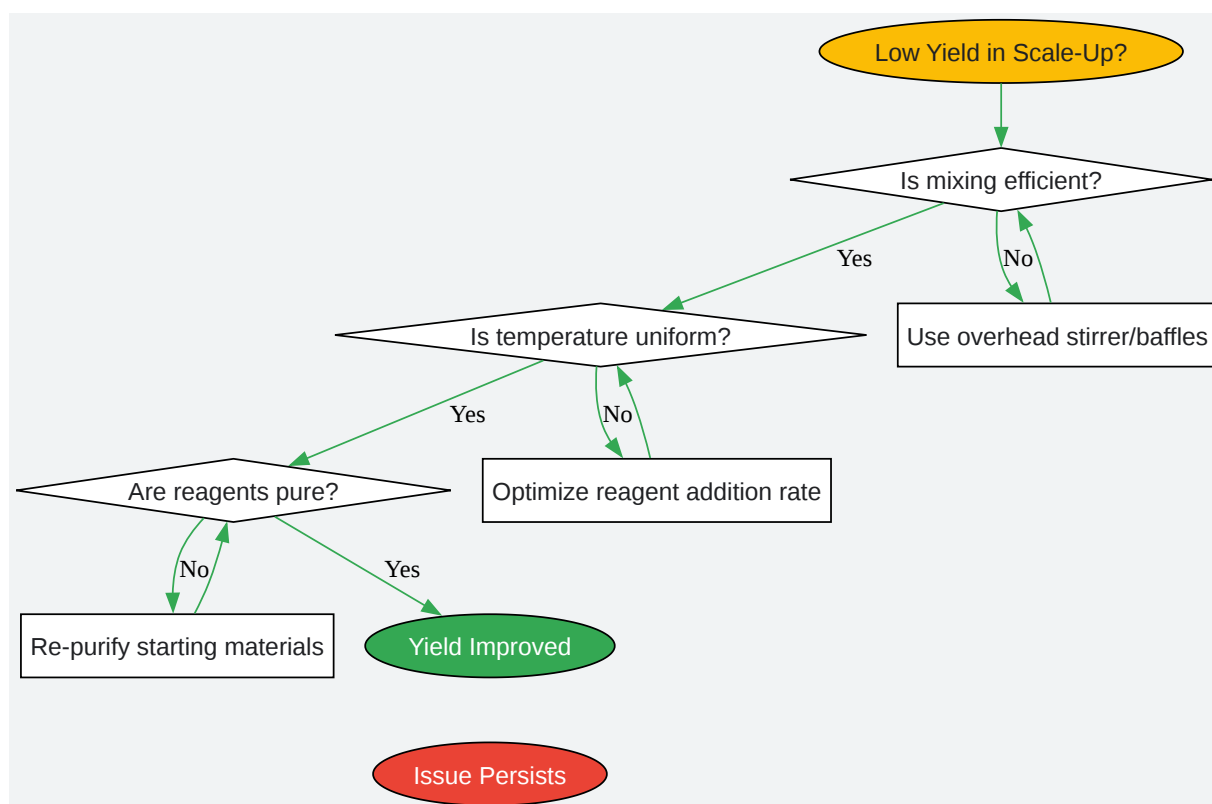 Low Yield in Scale-Up?
Is mixing efficient?
Yes
No
Is temperature uniform?
Use overhead stirrer/baffles
Yes
No
Are reagents pure?
Optimize reagent addition rate
No
Yes
Re-purify starting materials
Yield Improved
Issue Persists